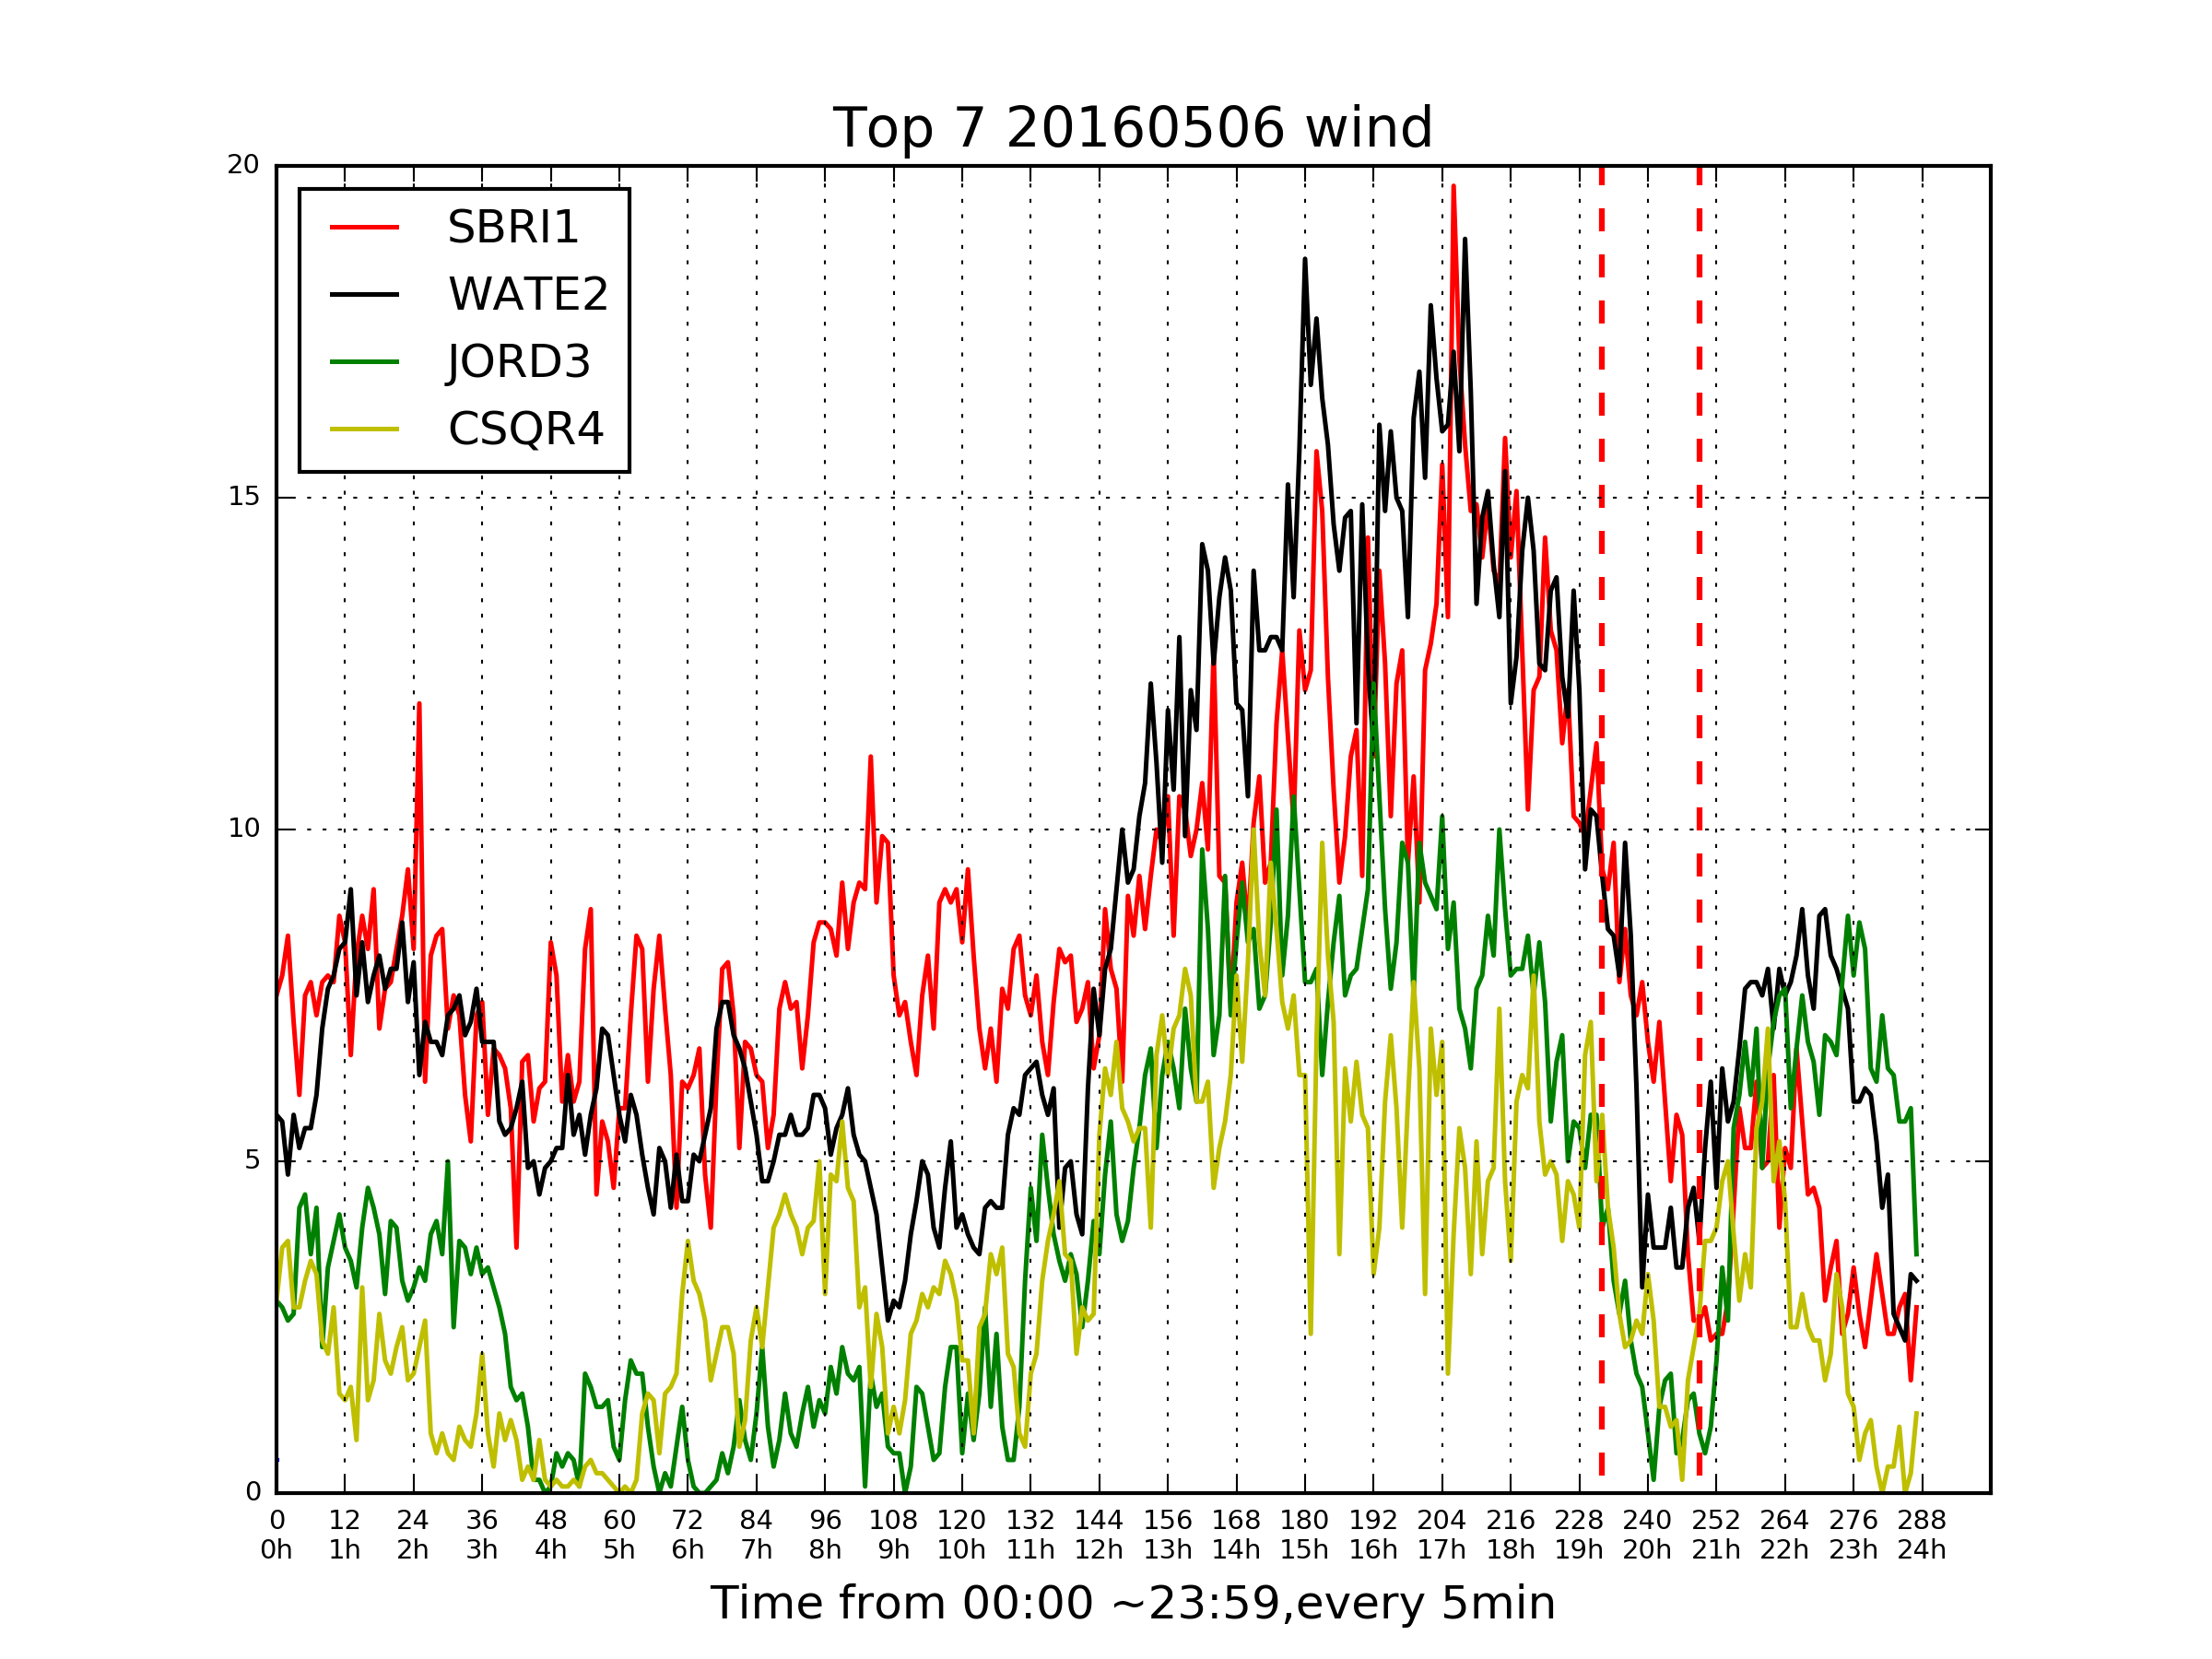 Top 7 20160506 wind
20
15
10
5
0
SBRI1
WATE2
JORD3
CSQR4
0 12 24 36 48 60 72 84 96 108 120 132 144 156 168 180 192 204 216 228 240 252 264 276 288
0h 1h 2h 3h 4h 5h 6h 7h 8h 9h 10h 11h 12h 13h 14h 15h 16h 17h 18h 19h 20h 21h 22h 23h 24h
Time from 00:00 ~23:59,every 5min